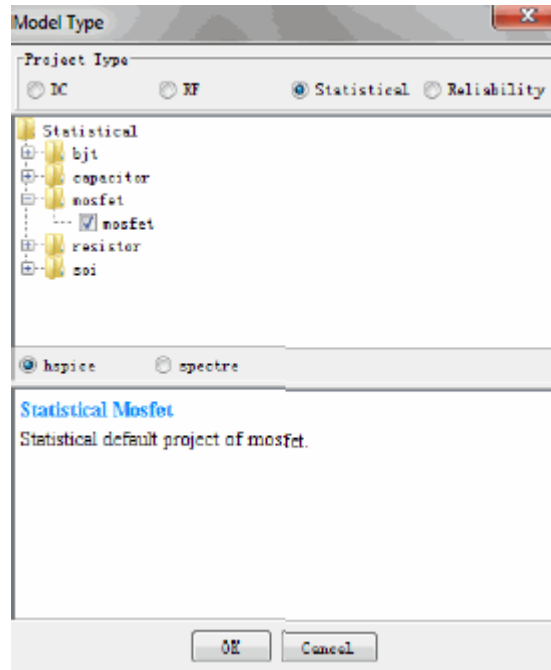 Model Type
Project Type
DC RF Statistical Reliability
Statistical
bjt
capacitor
mosfet
mosfet
resistor
soi
hspice spectre
Statistical Mosfet
Statistical default project of mosfet.
OK Cancel